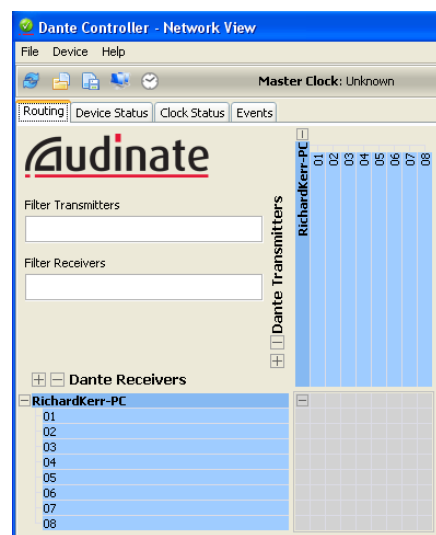 Dante Controller - Network View
File Device Help
Master Clock: Unknown
Routing Device Status Clock Status Events
Audinate
Filter Transmitters
Filter Receivers
Dante Transmitters
RichardKerr-PC
01
02
03
04
05
06
07
08
Dante Receivers
RichardKerr-PC
01
02
03
04
05
06
07
08